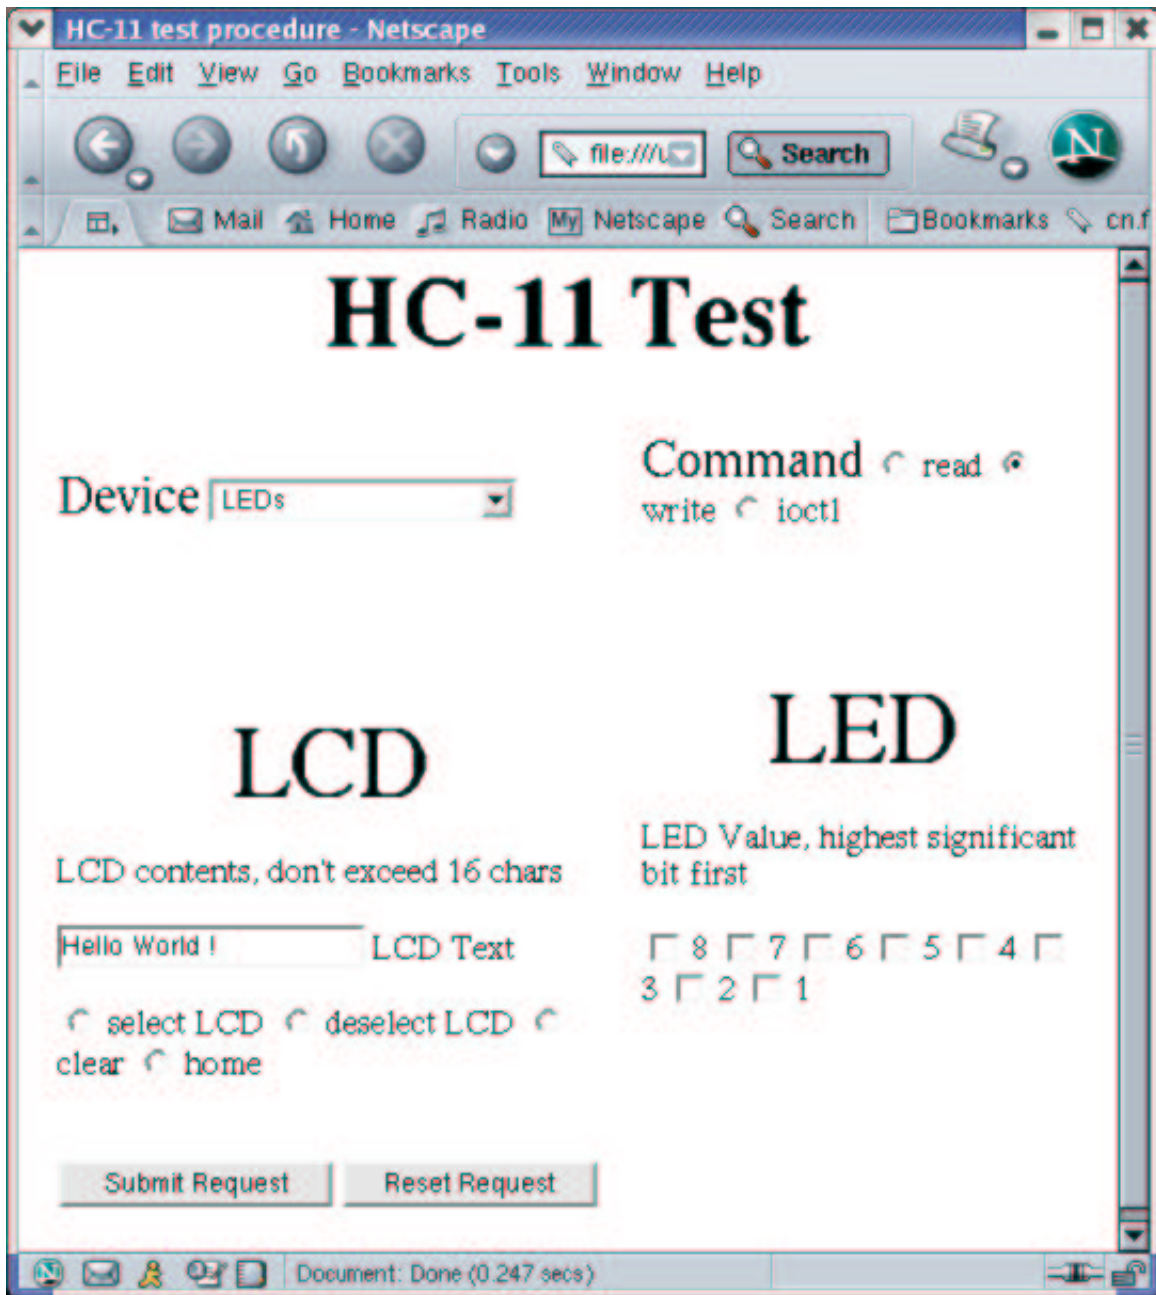 HC-11 test procedure - Netscape
File Edit View Go Bookmarks Tools Window Help
file:///u Search N
My
Mail Home Radio Netscape Search Bookmarks cn.f
HC-11 Test
Device LEDs
Command read
write ioctl
LCD
LCD contents, don't exceed 16 chars
Hello World ! LCD Text
select LCD deselect LCD
clear home
LED
LED Value, highest significant
bit first
8 7 6 5 4
3 2 1
Submit Request Reset Request
Document: Done (0.247 secs)